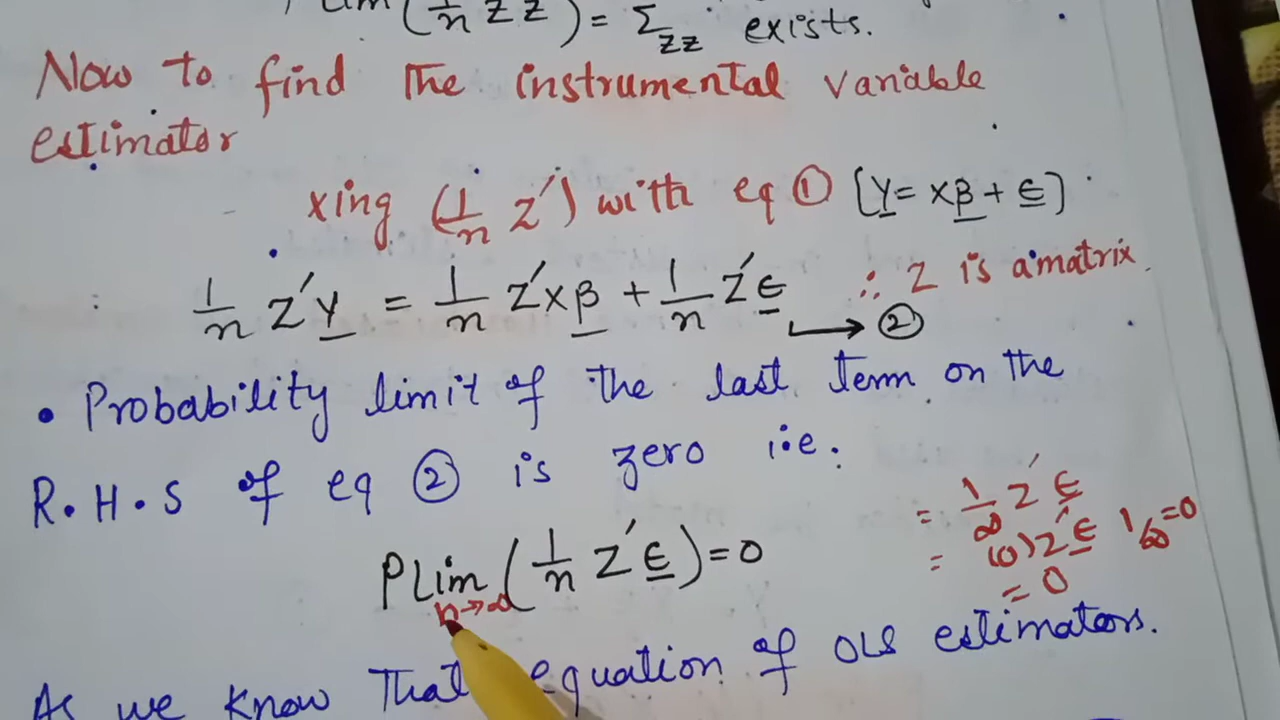 PLim (1/n Z'Z) = Σzz exists.
Now to find the instrumental variable
estimator
xing (1/n Z') with eq ① [Y = Xβ + ε]
1/n Z'Y = 1/n Z'Xβ + 1/n Z'ε ∴ Z is a matrix.
→ ②
• Probability limit of the last term on the
R.H.S of eq ② is zero i.e.
PLim n→∞ (1/n Z'ε) = 0
= 1/∞ Z'ε
= (0) Z'ε 1/∞ = 0
= 0
As we know That equation of OLS estimators.